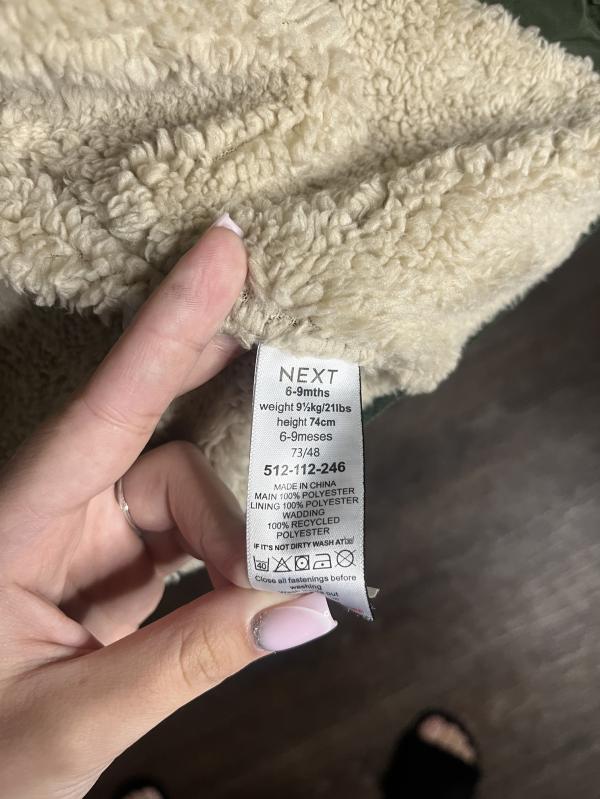 NEXT
6-9mths
weight 9½kg/21lbs
height 74cm
6-9meses
73/48
512-112-246
MADE IN CHINA
MAIN 100% POLYESTER
LINING 100% POLYESTER
WADDING
100% RECYCLED
POLYESTER
IF IT'S NOT DIRTY WASH AT
40
Close all fastenings before
washing
out